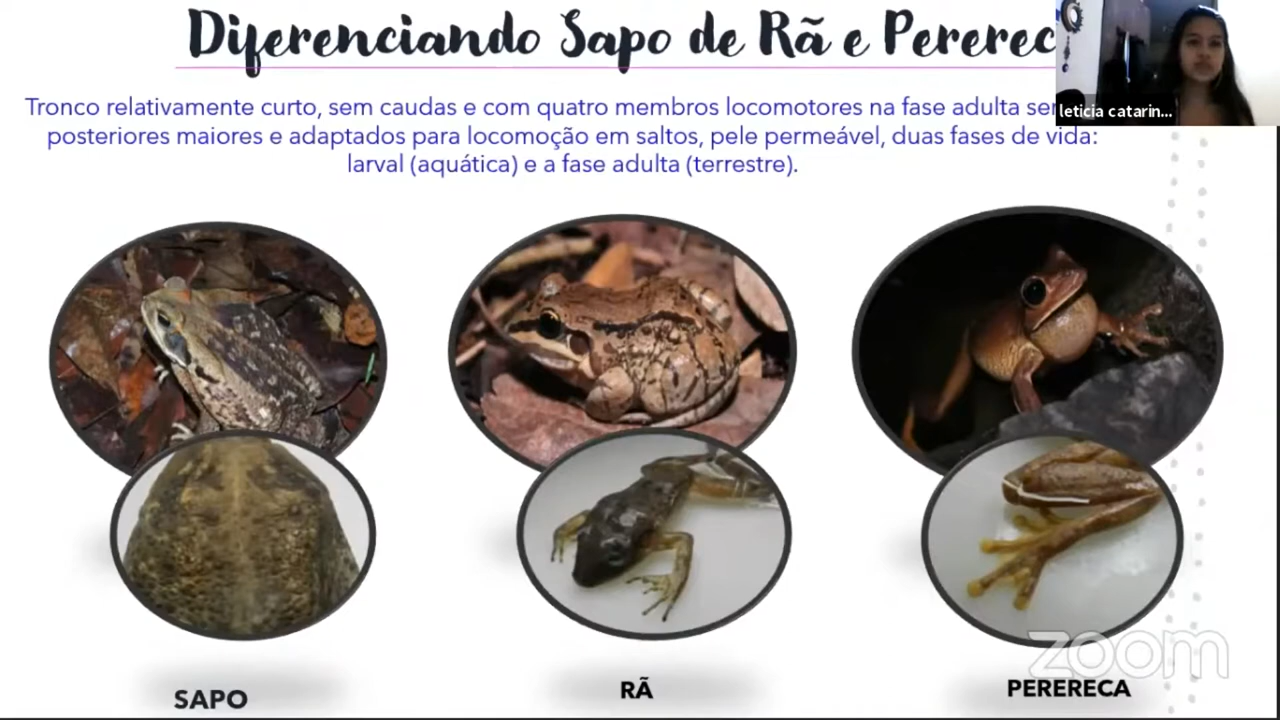 Diferenciando Sapo de Rã e Pererec
leticia catarin...
Tronco relativamente curto, sem caudas e com quatro membros locomotores na fase adulta
posteriores maiores e adaptados para locomoção em saltos, pele permeável, duas fases de vida:
larval (aquática) e a fase adulta (terrestre).
SAPO
RÃ
PERERECA
zoom